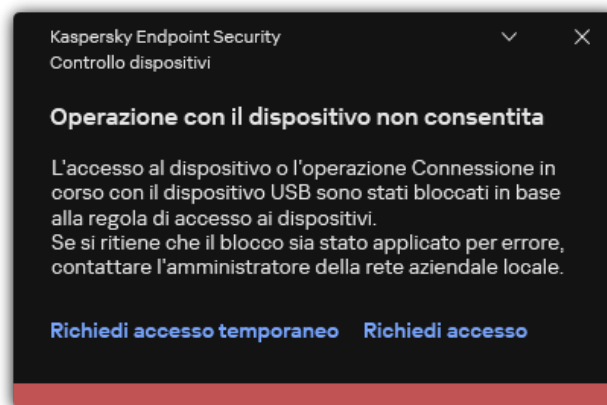 Kaspersky Endpoint Security
Controllo dispositivi
Operazione con il dispositivo non consentita
L'accesso al dispositivo o l'operazione Connessione in
corso con il dispositivo USB sono stati bloccati in base
alla regola di accesso ai dispositivi.
Se si ritiene che il blocco sia stato applicato per errore,
contattare l'amministratore della rete aziendale locale.
Richiedi accesso temporaneo Richiedi accesso